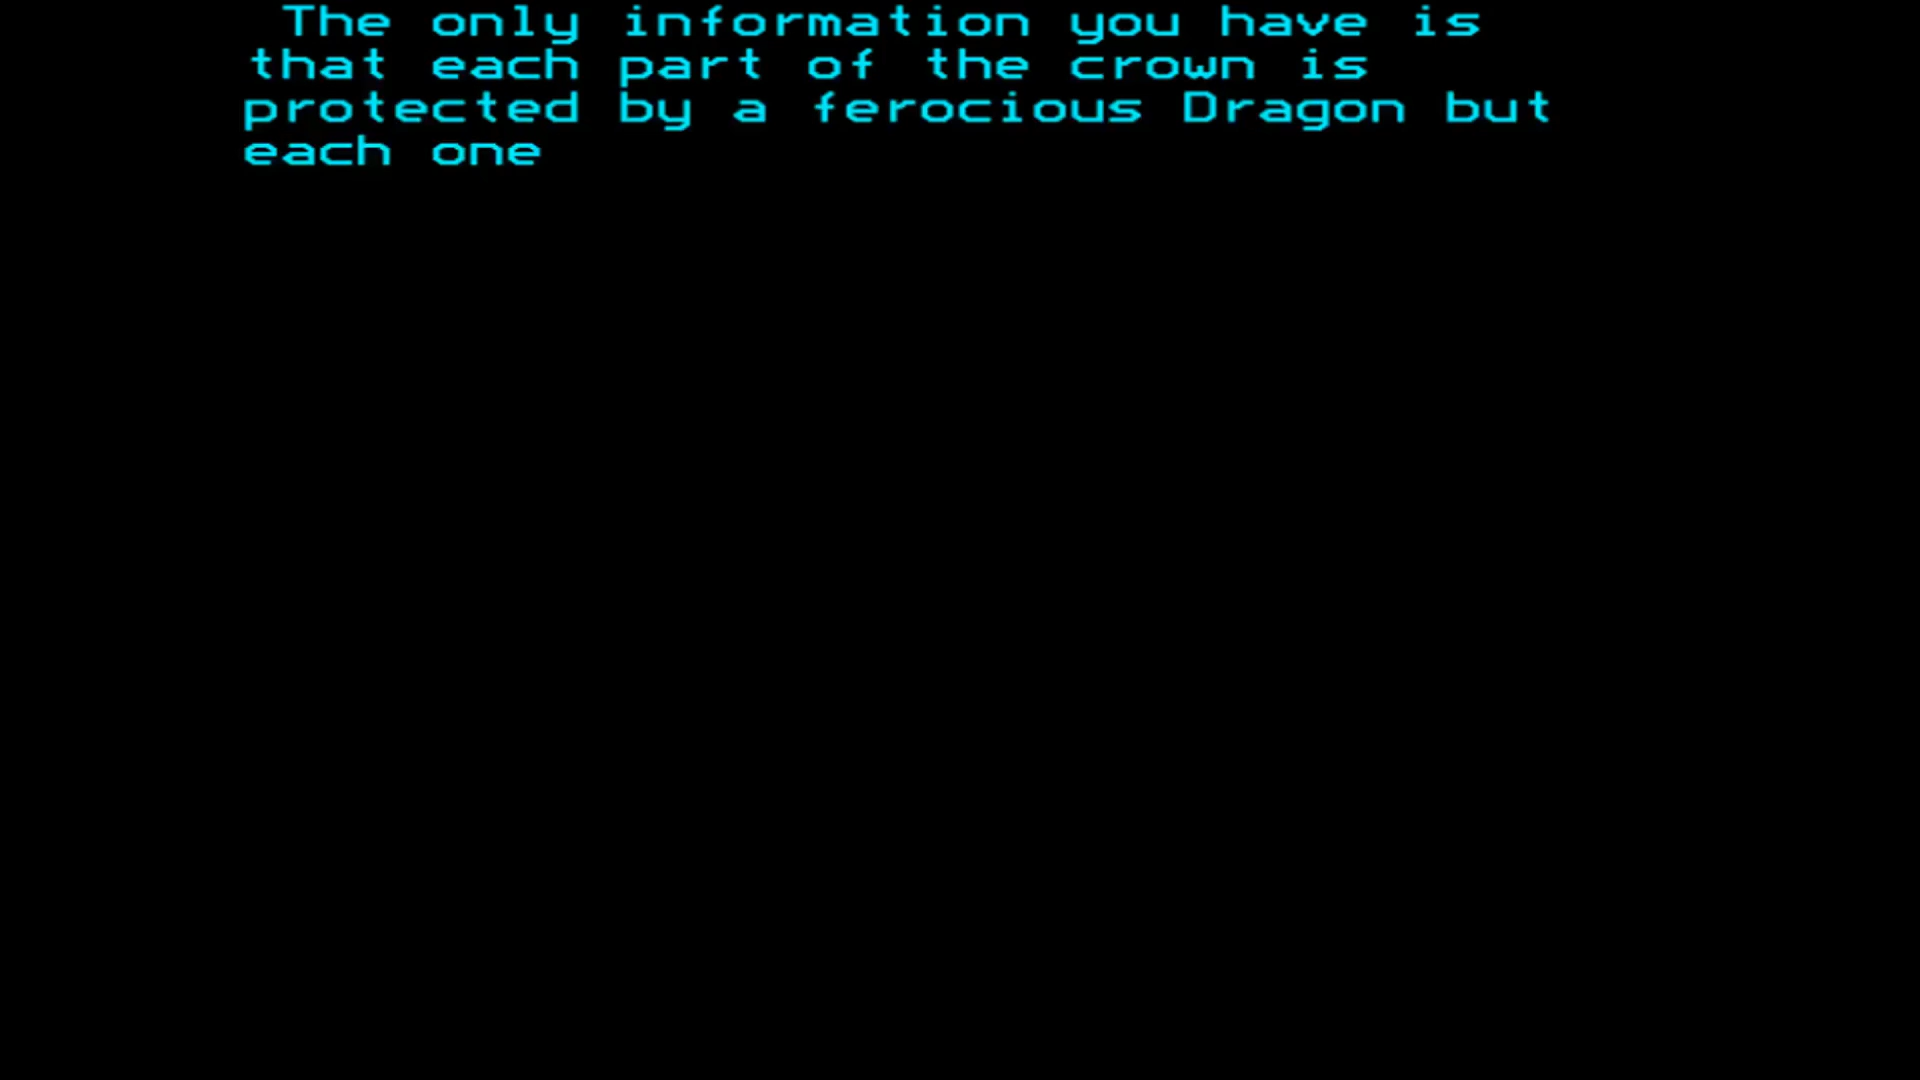 The only information you have is
that each part of the crown is
protected by a ferocious Dragon but
each one